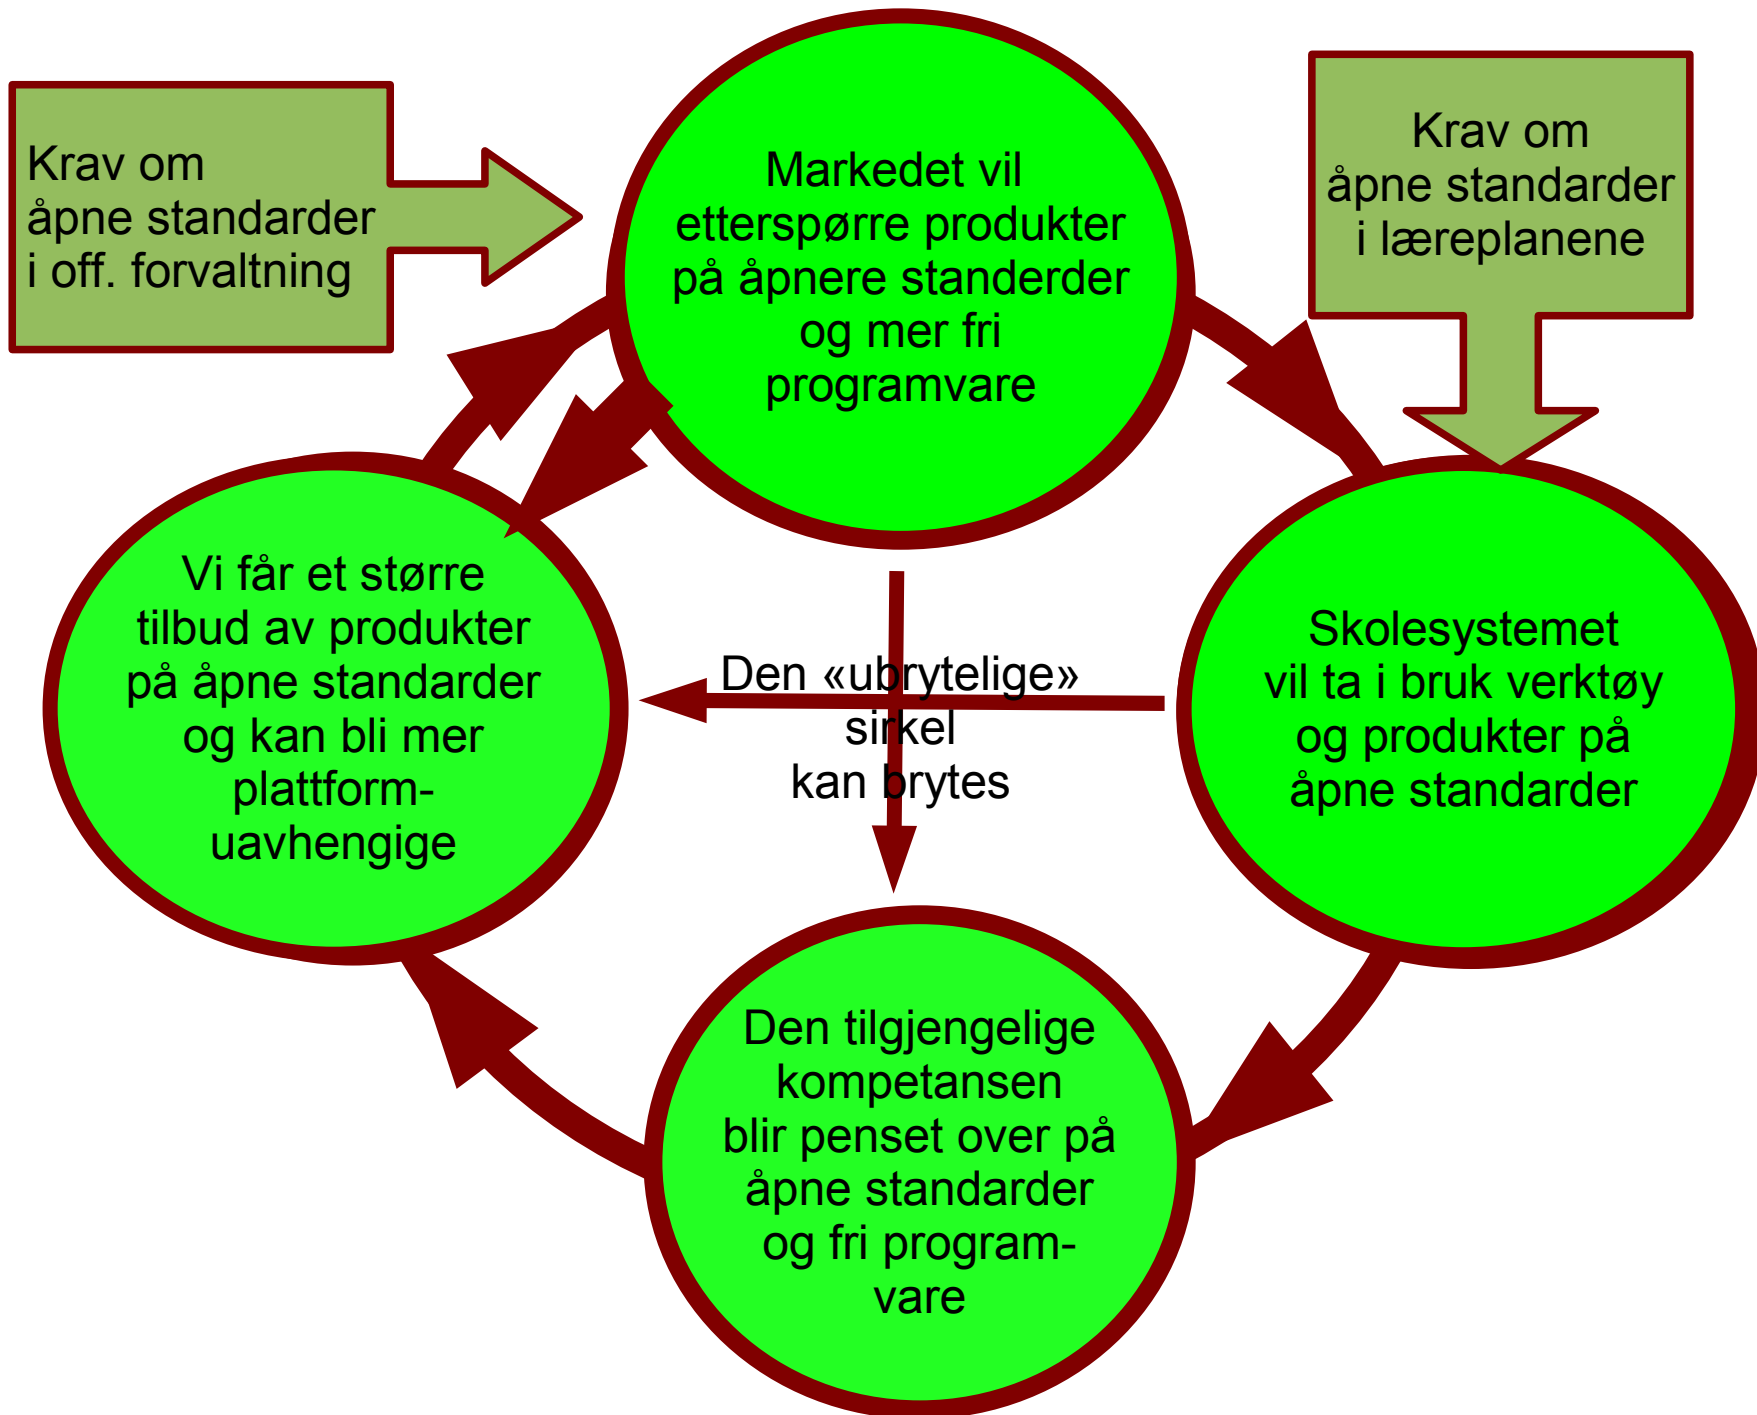 Krav om
åpne standarder
i off. forvaltning
Markedet vil
etterspørre produkter
på åpnere standerder
og mer fri
programvare
Krav om
åpne standarder
i læreplanene
Vi får et større
tilbud av produkter
på åpne standarder
og kan bli mer
plattform-
uavhengige
Den «ubrytelige»
sirkel
kan brytes
Skolesystemet
vil ta i bruk verktøy
og produkter på
åpne standarder
Den tilgjengelige
kompetansen
blir penset over på
åpne standarder
og fri program-
vare